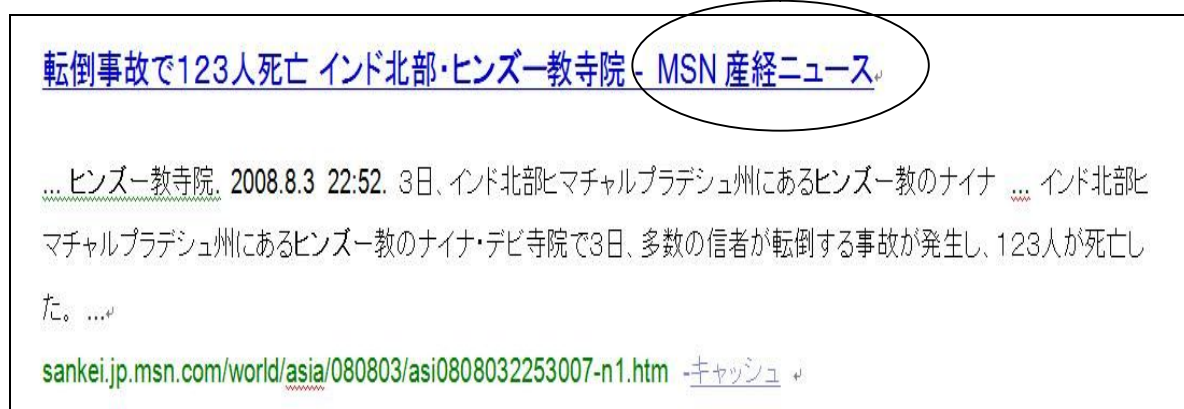 転倒事故で123人死亡 インド北部・ヒンズー教寺院 - MSN 産経ニュース
... ヒンズー教寺院. 2008.8.3 22:52. 3日、インド北部ヒマチャルプラデシュ州にあるヒンズー教のナイナ ... インド北部ヒ
マチャルプラデシュ州にあるヒンズー教のナイナ・デビ寺院で3日、多数の信者が転倒する事故が発生し、123人が死亡し
た。 ...
sankei.jp.msn.com/world/asia/080803/asi0808032253007-n1.htm -キャッシュ